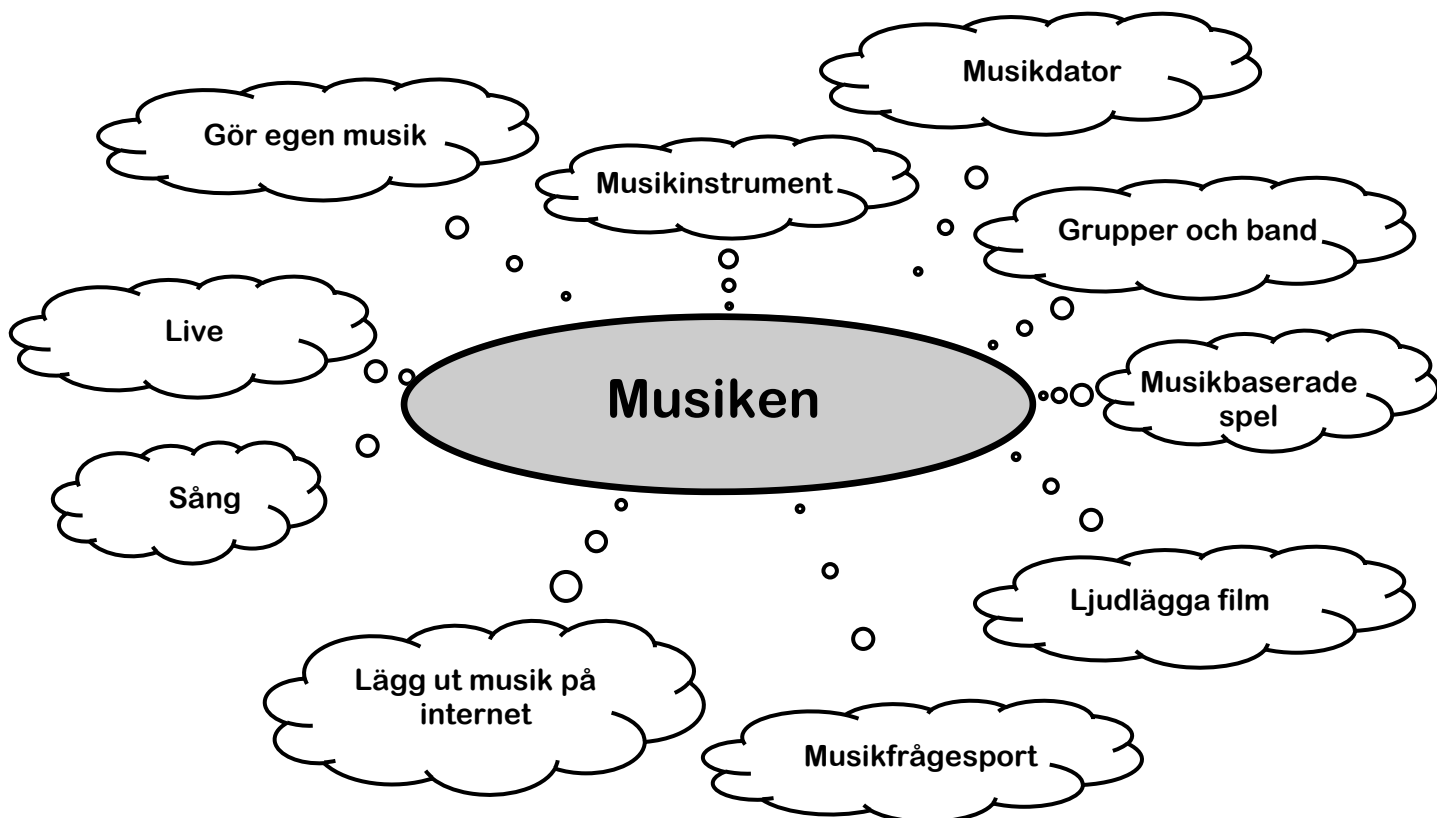 Musikdator
Gör egen musik
Musikinstrument
Grupper och band
Live
Musikbaserade
spel
Musiken
Sång
Ljudlägga film
Lägg ut musik på
internet
Musikfrågesport